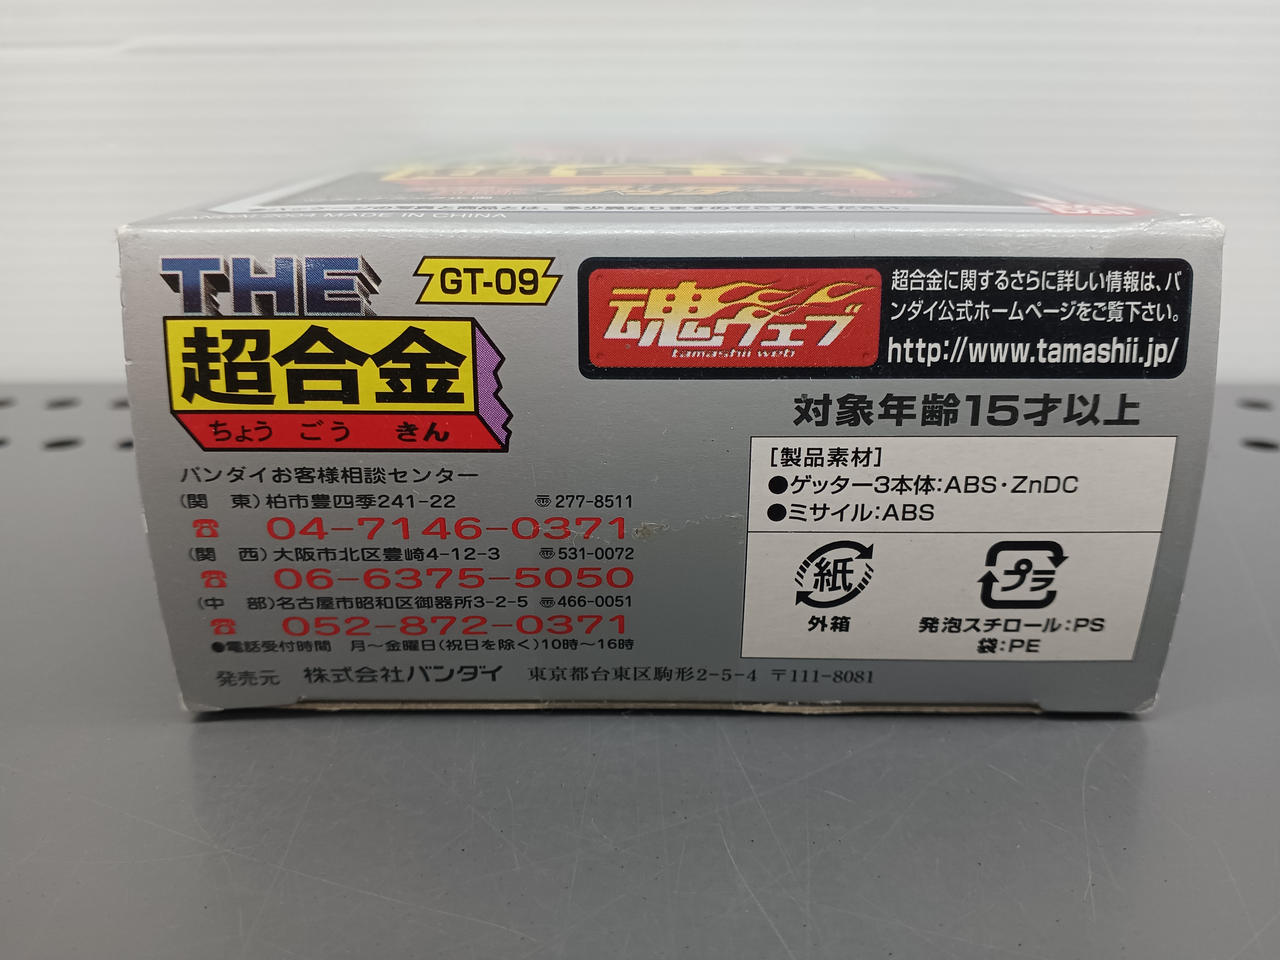 MADE IN CHINA
THE
GT-09
超合金
ちょう ごう きん
魂ウェブ
tamashii web
超合金に関するさらに詳しい情報は、バ
ンダイ公式ホームページをご覧下さい。
http://www.tamashii.jp/
対象年齢15才以上
バンダイお客様相談センター
(関 東)柏市豊四季241-22 〠277-8511
☎ 04-7146-0371
(関 西)大阪市北区豊崎4-12-3 〠531-0072
☎ 06-6375-5050
(中 部)名古屋市昭和区御器所3-2-5 〠466-0051
☎ 052-872-0371
●電話受付時間 月〜金曜日(祝日を除く)10時〜16時
発売元 株式会社バンダイ 東京都台東区駒形2-5-4 〒111-8081
[製品素材]
●ゲッター3本体:ABS・ZnDC
●ミサイル:ABS
紙
外箱
プラ
発泡スチロール:PS
袋:PE